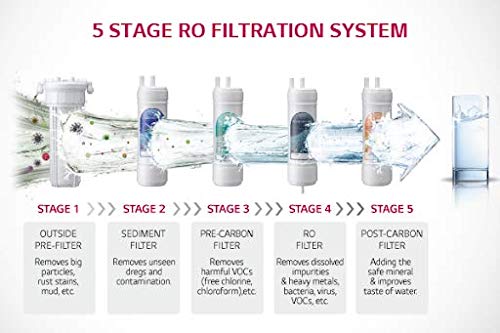 5 STAGE RO FILTRATION SYSTEM
STAGE 1 >>>> STAGE 2 >>>> STAGE 3 >>>> STAGE 4 >>>> STAGE 5
OUTSIDE
PRE-FILTER
Removes big
particles,
rust stains,
mud, etc.
SEDIMENT
FILTER
Removes unseen
dregs and
contamination.
PRE-CARBON
FILTER
Removes
harmful VOCs
(free chlorine,
chloroform).etc.
RO
FILTER
Removes dissolved
impurities
& heavy metals,
bacteria, virus,
VOCs, etc.
POST-CARBON
FILTER
Adding the
safe mineral &
improves
taste of water.